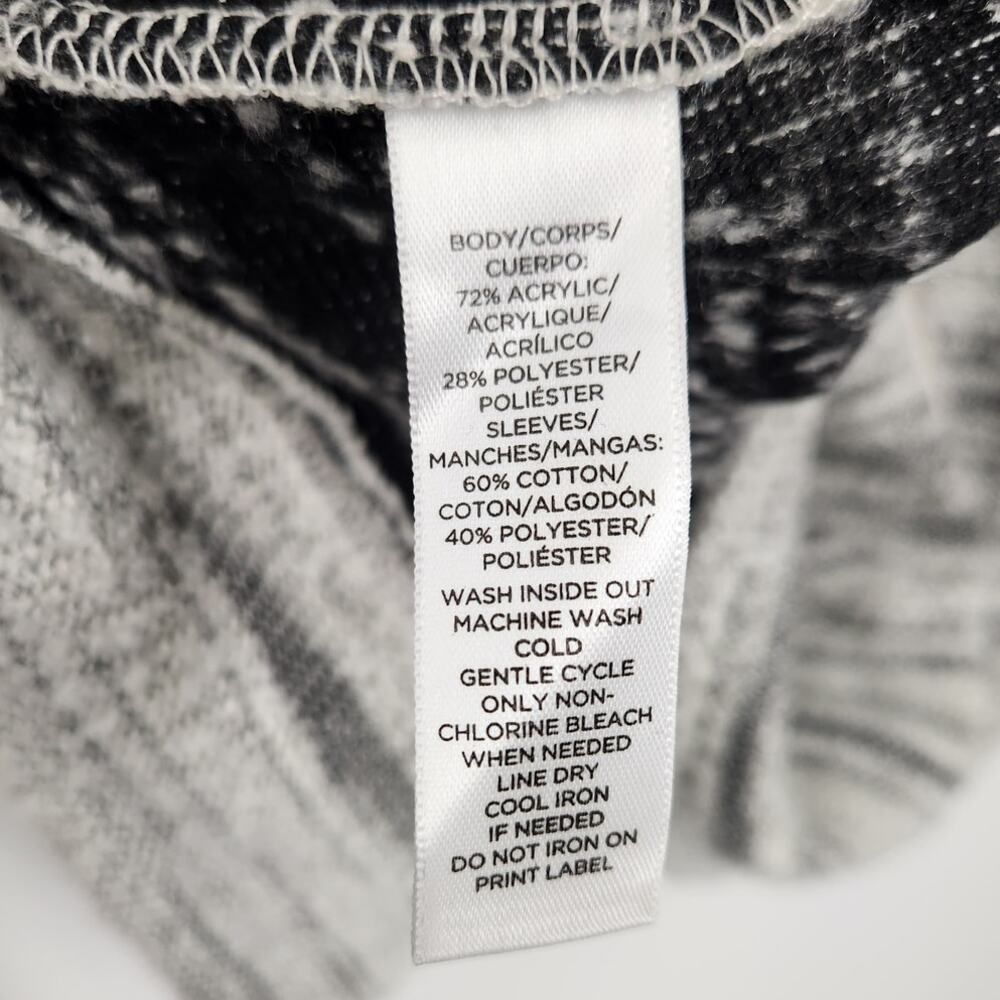 BODY/CORPS/
CUERPO:
72% ACRYLIC/
ACRYLIQUE/
ACRÍLICO
28% POLYESTER/
POLIÉSTER
SLEEVES/
MANCHES/MANGAS:
60% COTTON/
COTON/ALGODÓN
40% POLYESTER/
POLIÉSTER
WASH INSIDE OUT
MACHINE WASH
COLD
GENTLE CYCLE
ONLY NON-
CHLORINE BLEACH
WHEN NEEDED
LINE DRY
COOL IRON
IF NEEDED
DO NOT IRON ON
PRINT LABEL